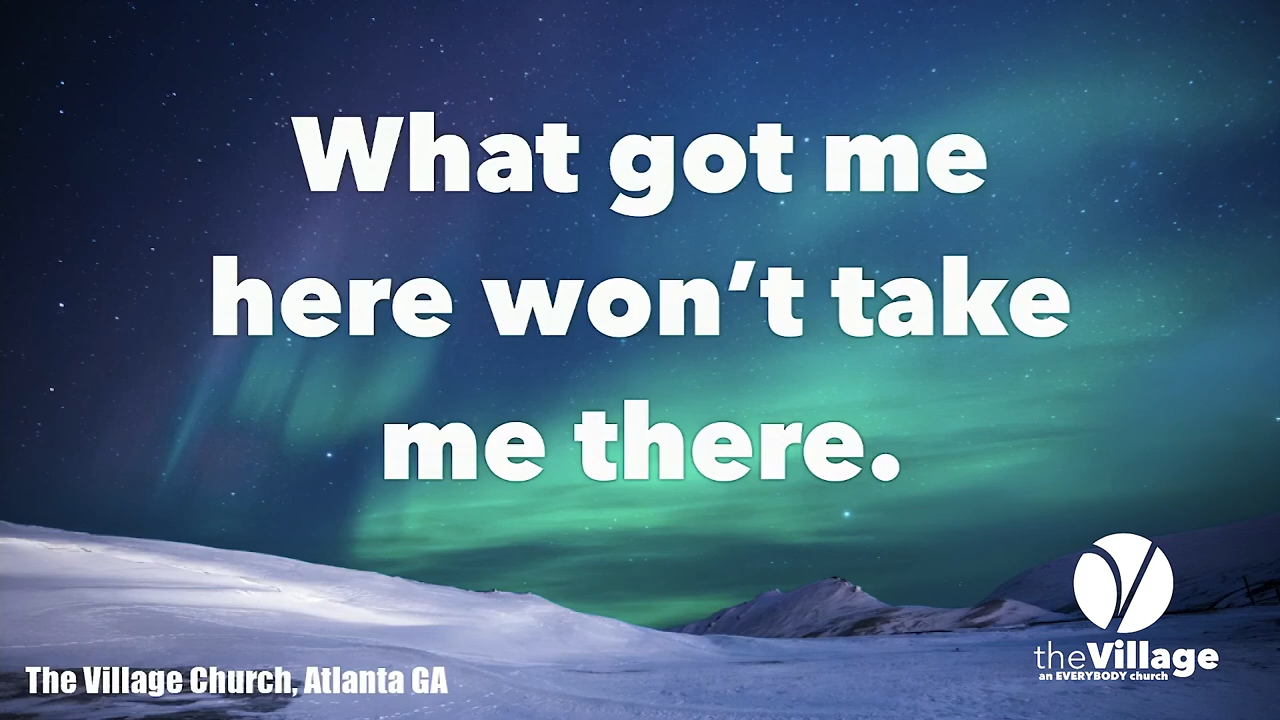 What got me
here won’t take
me there.
The Village Church, Atlanta GA
theVillage
an EVERYBODY church